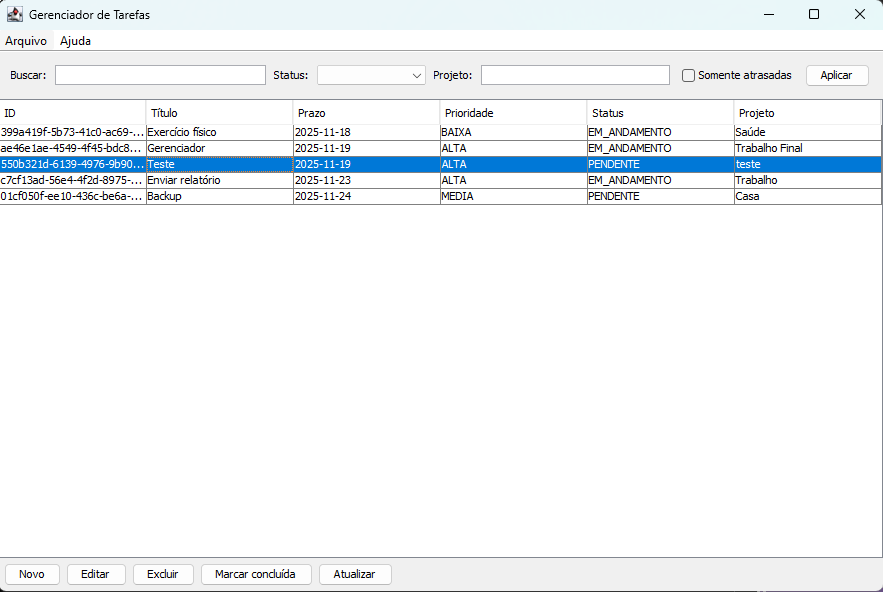 Gerenciador de Tarefas
Arquivo Ajuda
Buscar: Status: Projeto: Somente atrasadas Aplicar
ID Título Prazo Prioridade Status Projeto
399a419f-5b73-41c0-ac69-... Exercício físico 2025-11-18 BAIXA EM_ANDAMENTO Saúde
ae46e1ae-4549-4f45-bdc8... Gerenciador 2025-11-19 ALTA EM_ANDAMENTO Trabalho Final
550b321d-6139-4976-9b90... Teste 2025-11-19 ALTA PENDENTE teste
c7cf13ad-56e4-4f2d-8975-... Enviar relatório 2025-11-23 ALTA EM_ANDAMENTO Trabalho
01cf050f-ee10-436c-be6a-... Backup 2025-11-24 MEDIA PENDENTE Casa
Novo Editar Excluir Marcar concluída Atualizar